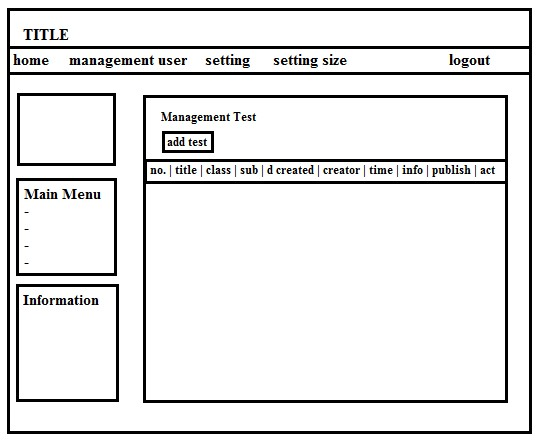 TITLE
home management user setting setting size logout
Management Test
add test
no. | title | class | sub | d created | creator | time | info | publish | act
Main Menu
-
-
-
-
Information